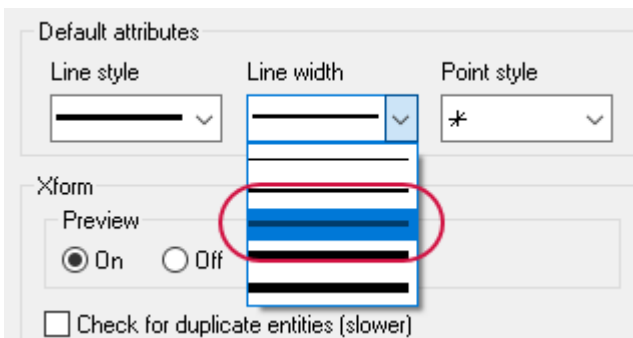 Default attributes
Line style Line width Point style
Xform
Preview
On Off
Check for duplicate entities (slower)